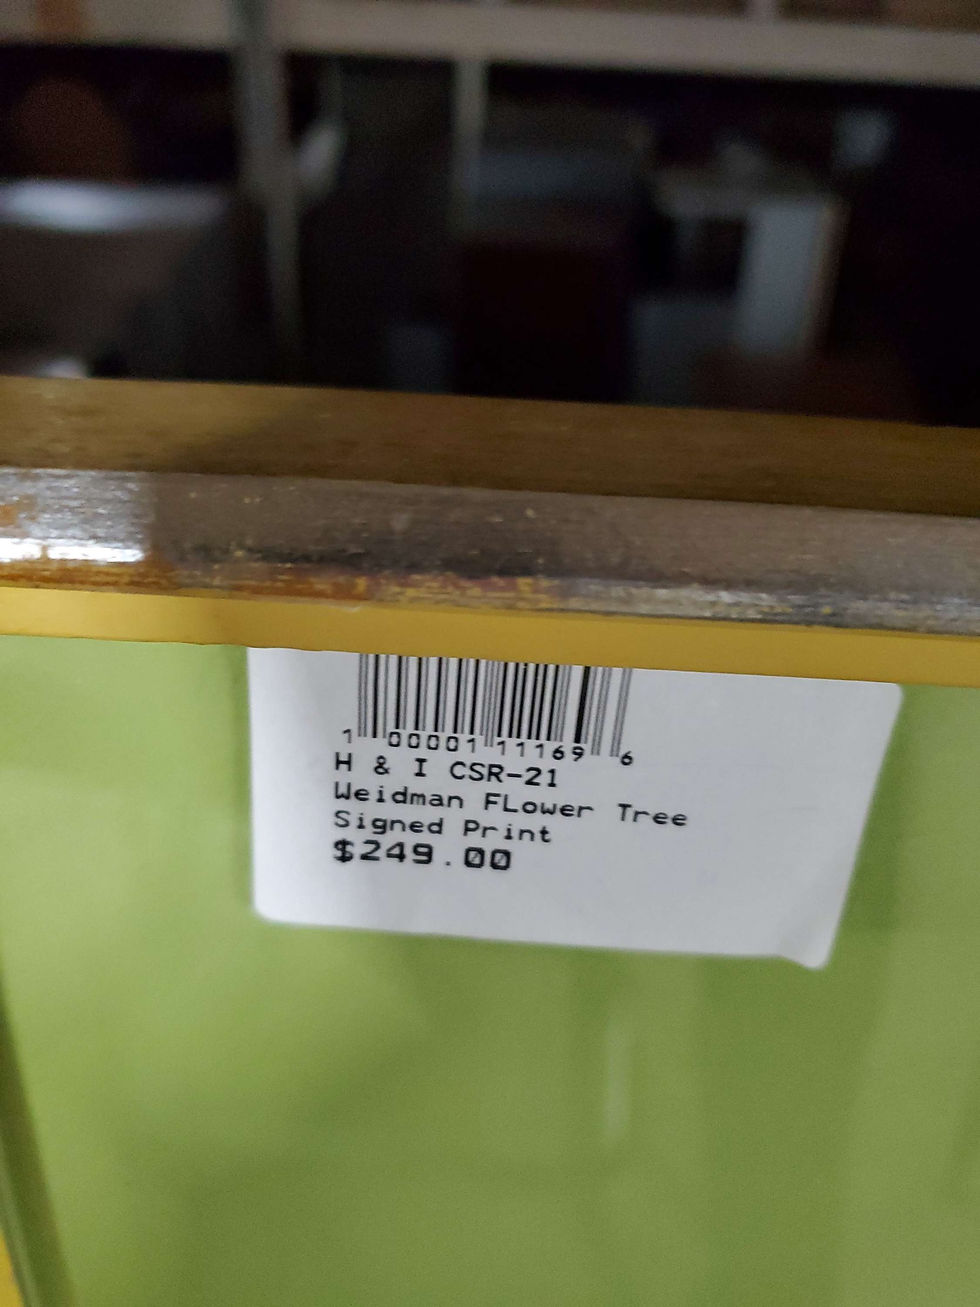 1 00001 11169 6
H & I CSR-21
Weidman FLower Tree
Signed Print
$249.00